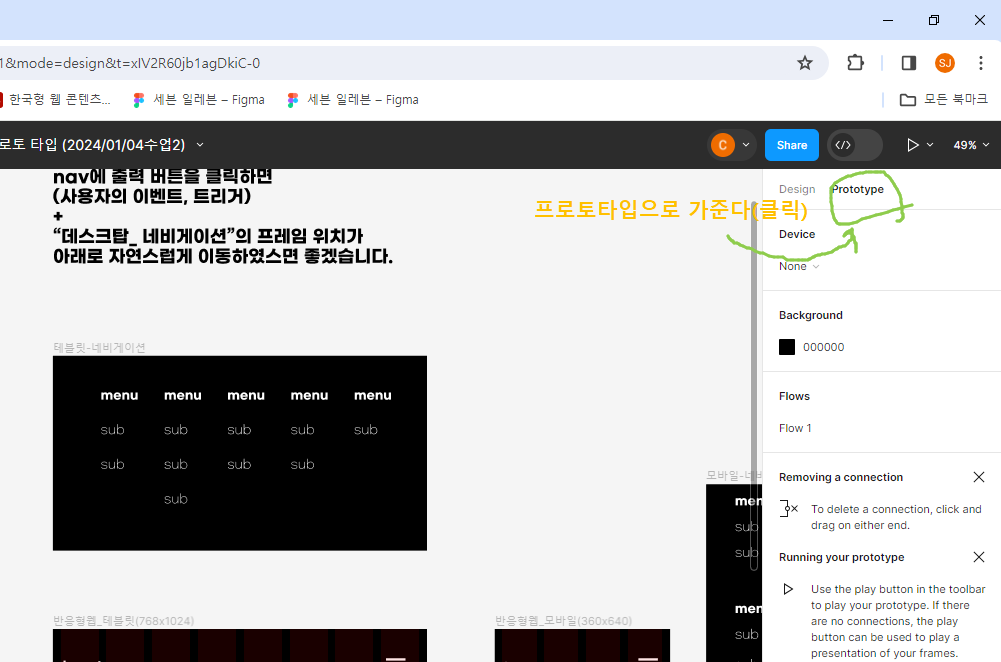 1&mode=design&t=xIV2R60jb1agDkiC-0
SJ
한국형 웹 콘텐츠...
세븐 일레븐 – Figma
세븐 일레븐 – Figma
모든 북마크
로토 타입 (2024/01/04수업2)
C
Share
49%
nav에 출력 버튼을 클릭하면
(사용자의 이벤트, 트리거)
+
“데스크탑_ 네비게이션”의 프레임 위치가
아래로 자연스럽게 이동하였스면 좋겠습니다.
프로토타입으로 가준다(클릭)
Design
Prototype
Device
None
Background
000000
Flows
Flow 1
Removing a connection
To delete a connection, click and
drag on either end.
Running your prototype
Use the play button in the toolbar
to play your prototype. If there
are no connections, the play
button can be used to play a
presentation of your frames.
테블릿-네비게이션
menu menu menu menu menu
sub sub sub sub sub
sub sub sub sub
sub
모바일-네비
menu
sub
sub
menu
sub
반응형웹_테블릿(768x1024)
반응형웹_모바일(360x640)